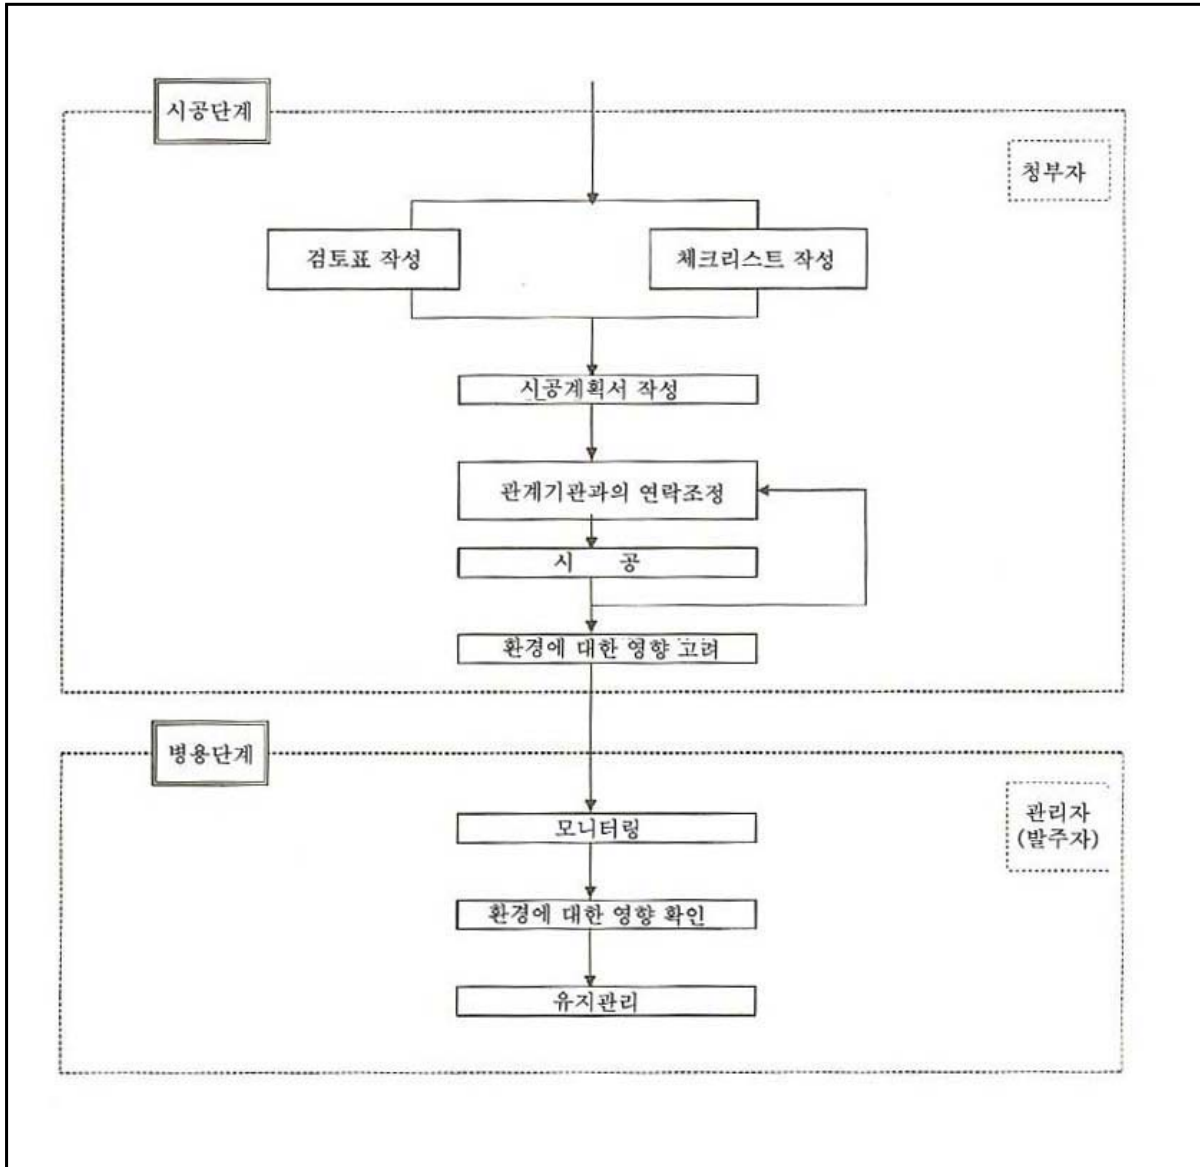 시공단계
청부자
검토표 작성
체크리스트 작성
시공계획서 작성
관계기관과의 연락조정
시 공
환경에 대한 영향 고려
병용단계
관리자
(발주자)
모니터링
환경에 대한 영향 확인
유지관리